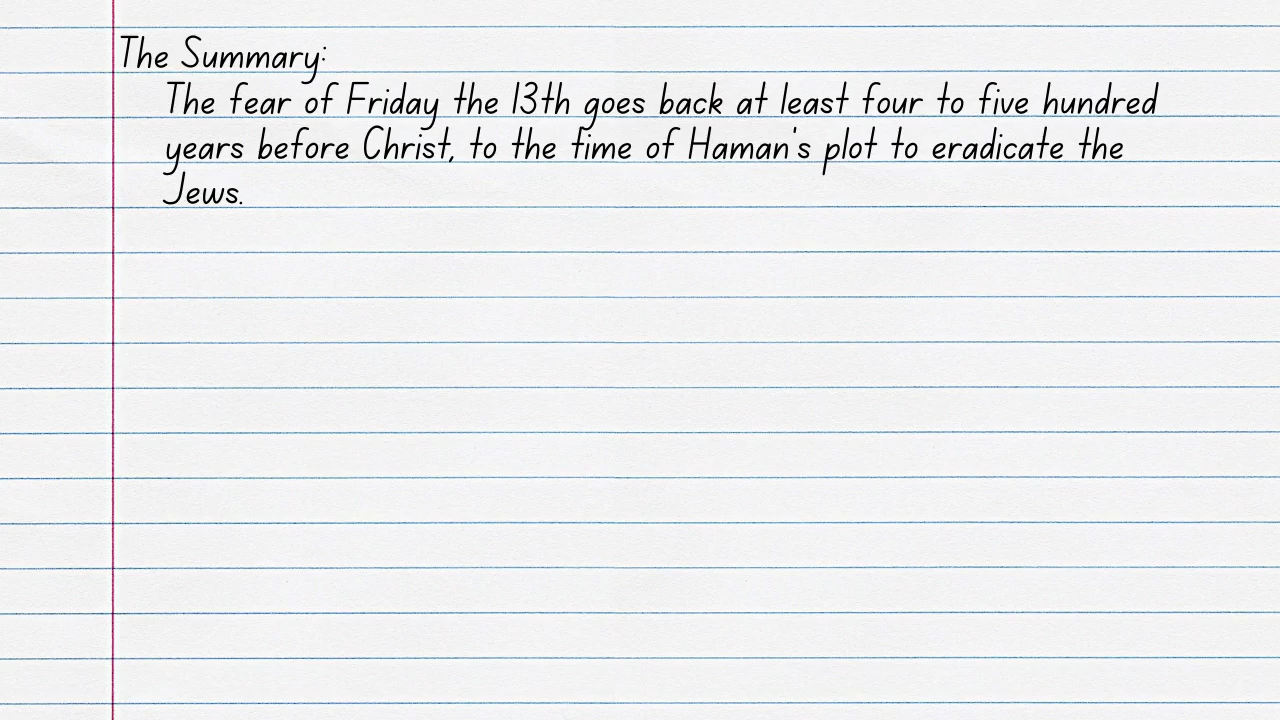 The Summary:
The fear of Friday the 13th goes back at least four to five hundred
years before Christ, to the time of Haman's plot to eradicate the
Jews.